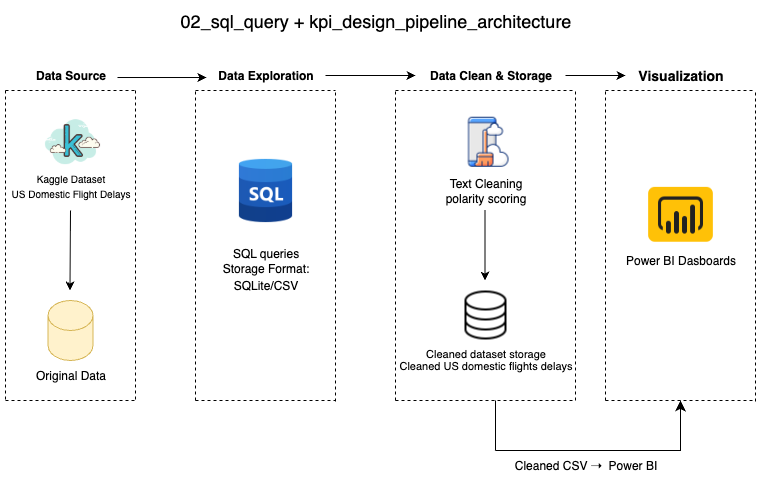 02_sql_query + kpi_design_pipeline_architecture
Data Source
Data Exploration
Data Clean & Storage
Visualization
k
Kaggle Dataset
US Domestic Flight Delays
Original Data
SQL
SQL queries
Storage Format:
SQLite/CSV
Text Cleaning
polarity scoring
Cleaned dataset storage
Cleaned US domestic flights delays
Power BI Dasboards
Cleaned CSV → Power BI